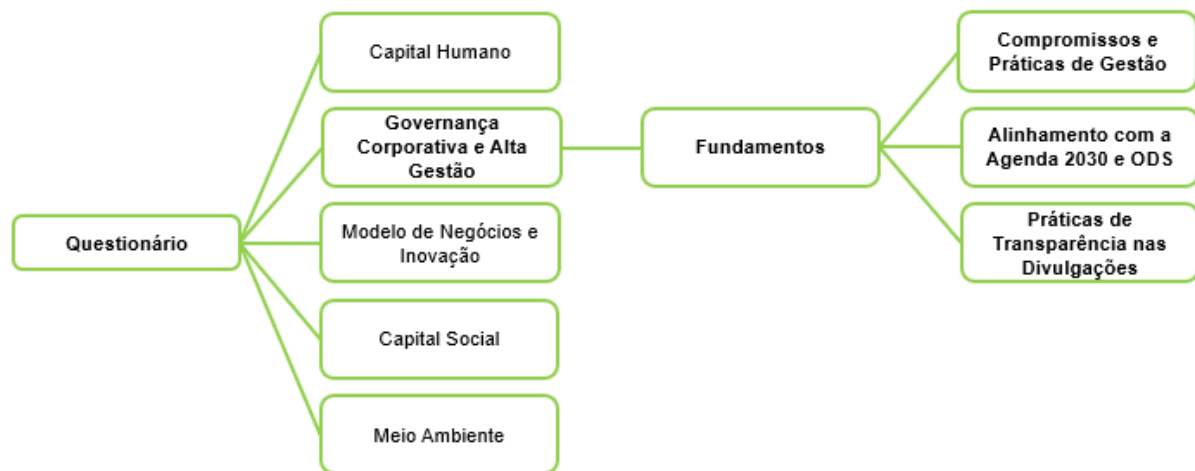 Questionário
Capital Humano
Governança
Corporativa e Alta
Gestão
Modelo de Negócios e
Inovação
Capital Social
Meio Ambiente
Fundamentos
Compromissos e
Práticas de Gestão
Alinhamento com a
Agenda 2030 e ODS
Práticas de
Transparência nas
Divulgações